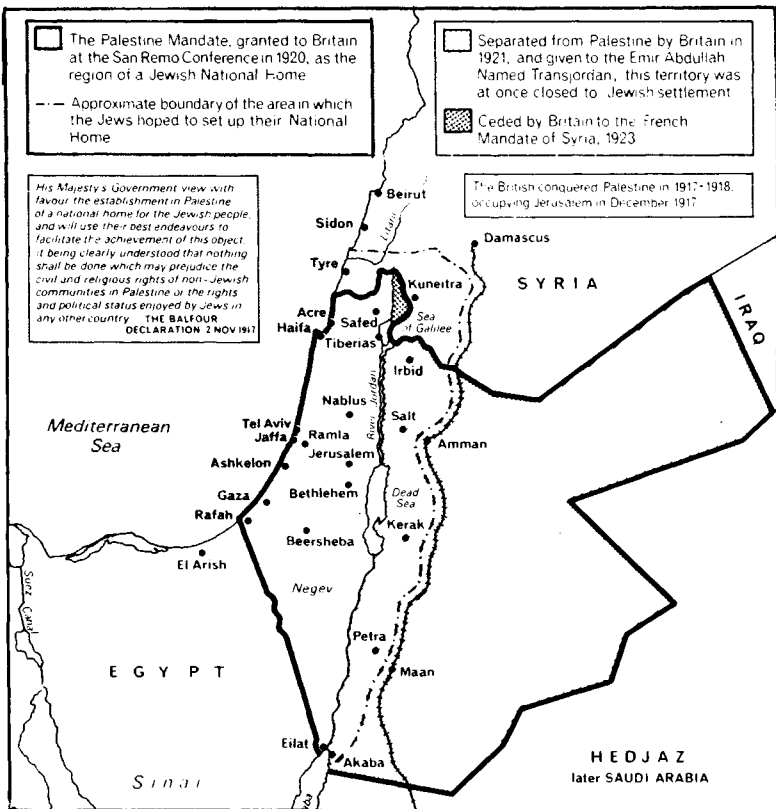 The Palestine Mandate, granted to Britain
at the San Remo Conference in 1920, as the
region of a Jewish National Home
Approximate boundary of the area in which
the Jews hoped to set up their National
Home
Separated from Palestine by Britain in
1921, and given to the Emir Abdullah
Named Transjordan, this territory was
at once closed to Jewish settlement
Ceded by Britain to the French
Mandate of Syria, 1923
His Majesty's Government view with
favour the establishment in Palestine
of a national home for the Jewish people,
and will use their best endeavours to
facilitate the achievement of this object,
it being clearly understood that nothing
shall be done which may prejudice the
civil and religious rights of non-Jewish
communities in Palestine or the rights
and political status enjoyed by Jews in
any other country THE BALFOUR
DECLARATION 2 NOV 1917
The British conquered Palestine in 1917-1918,
occupying Jerusalem in December 1917
Beirut
Sidon
Litani
Damascus
Tyre
SYRIA
Kuneitra
IRAQ
Acre
Safed
Sea
of Galilee
Haifa
Tiberias
Irbid
Nablus
River Jordan
Mediterranean
Sea
Tel Aviv
Jaffa
Ramla
Salt
Amman
Jerusalem
Ashkelon
Bethlehem
Dead
Sea
Gaza
Rafah
Kerak
Beersheba
El Arish
Suez Canal
Negev
Petra
EGYPT
Maan
Eilat
Akaba
Sinai
HEDJAZ
later SAUDI ARABIA